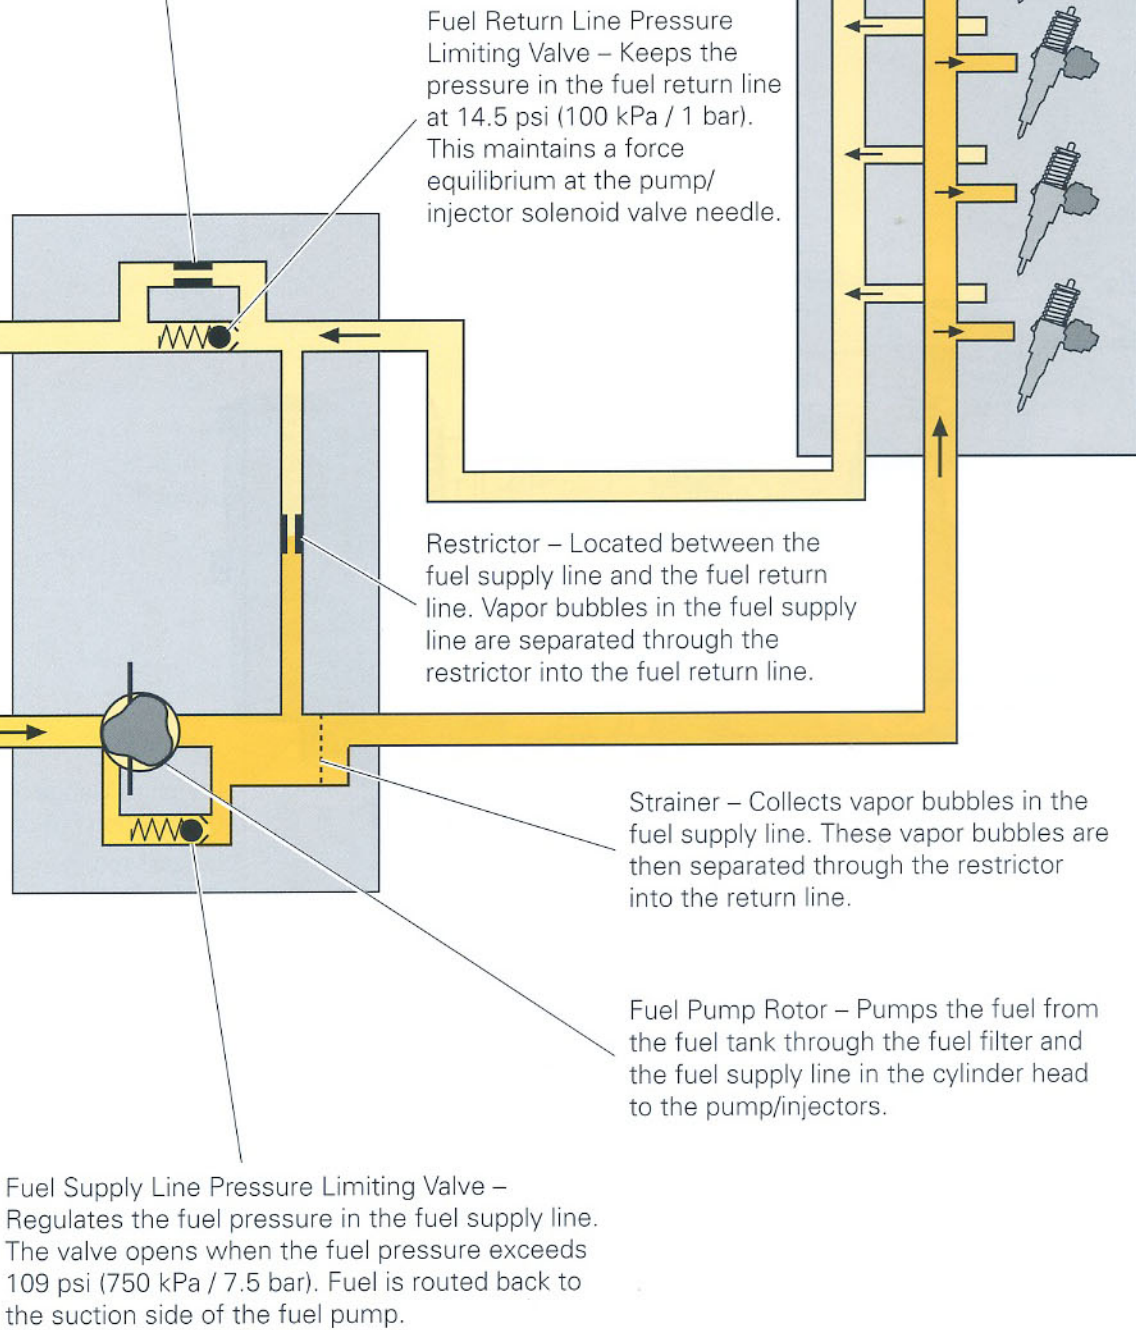 Fuel Return Line Pressure
Limiting Valve – Keeps the
pressure in the fuel return line
at 14.5 psi (100 kPa / 1 bar).
This maintains a force
equilibrium at the pump/
injector solenoid valve needle.
Restrictor – Located between the
fuel supply line and the fuel return
line. Vapor bubbles in the fuel supply
line are separated through the
restrictor into the fuel return line.
Strainer – Collects vapor bubbles in the
fuel supply line. These vapor bubbles are
then separated through the restrictor
into the return line.
Fuel Pump Rotor – Pumps the fuel from
the fuel tank through the fuel filter and
the fuel supply line in the cylinder head
to the pump/injectors.
Fuel Supply Line Pressure Limiting Valve –
Regulates the fuel pressure in the fuel supply line.
The valve opens when the fuel pressure exceeds
109 psi (750 kPa / 7.5 bar). Fuel is routed back to
the suction side of the fuel pump.